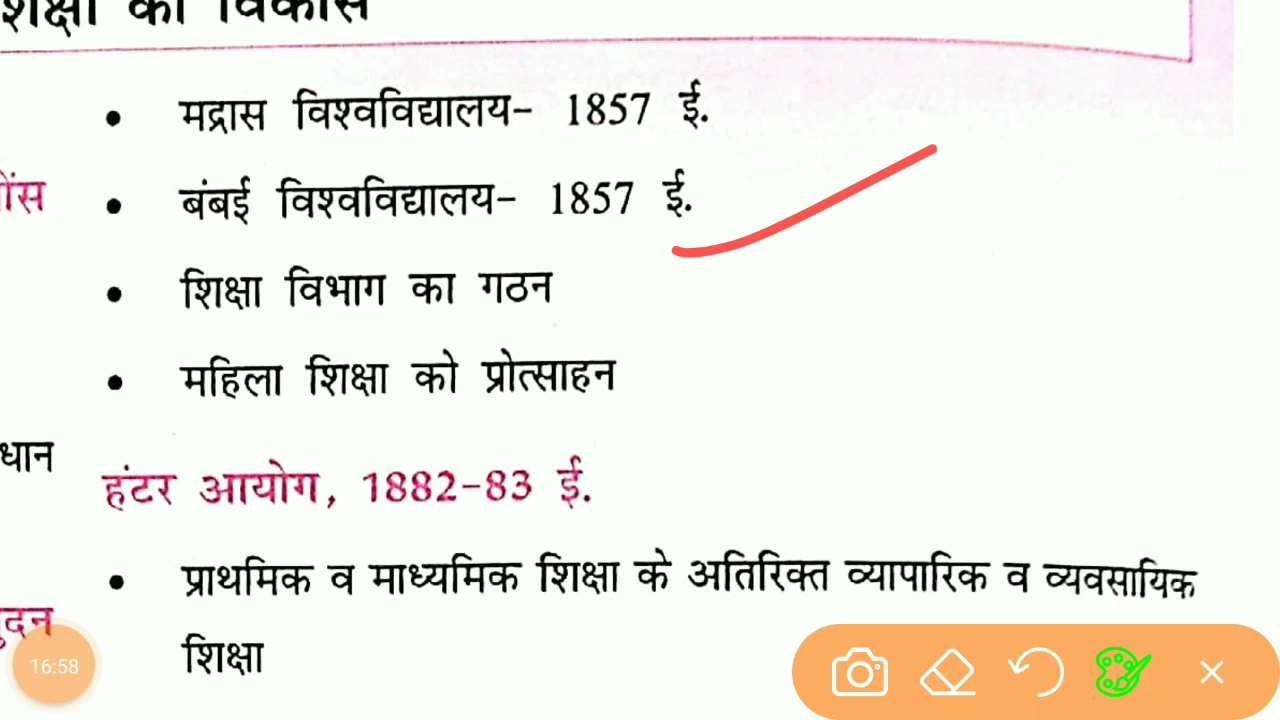 शिक्षा का विकास
मद्रास विश्वविद्यालय- 1857 ई.
बंबई विश्वविद्यालय- 1857 ई.
शिक्षा विभाग का गठन
महिला शिक्षा को प्रोत्साहन
धान
हंटर आयोग, 1882-83 ई.
प्राथमिक व माध्यमिक शिक्षा के अतिरिक्त व्यापारिक व व्यवसायिक
शिक्षा
16:58